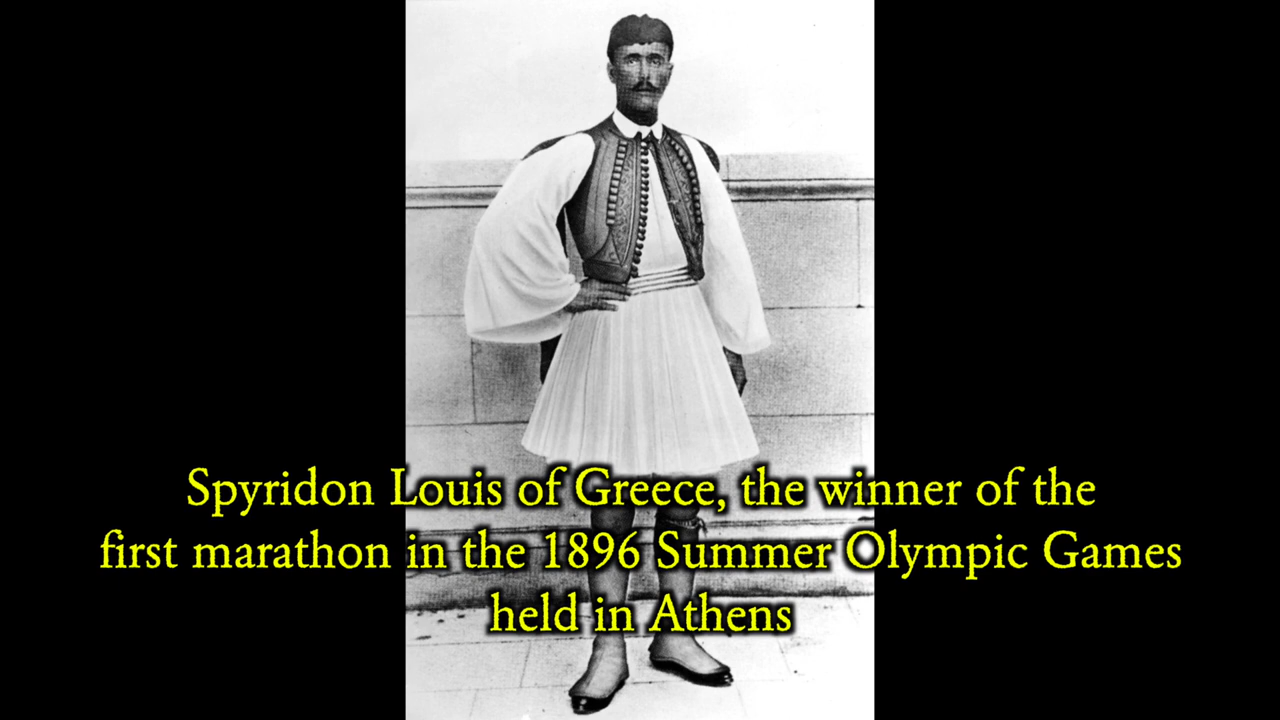 Spyridon Louis of Greece, the winner of the
first marathon in the 1896 Summer Olympic Games
held in Athens